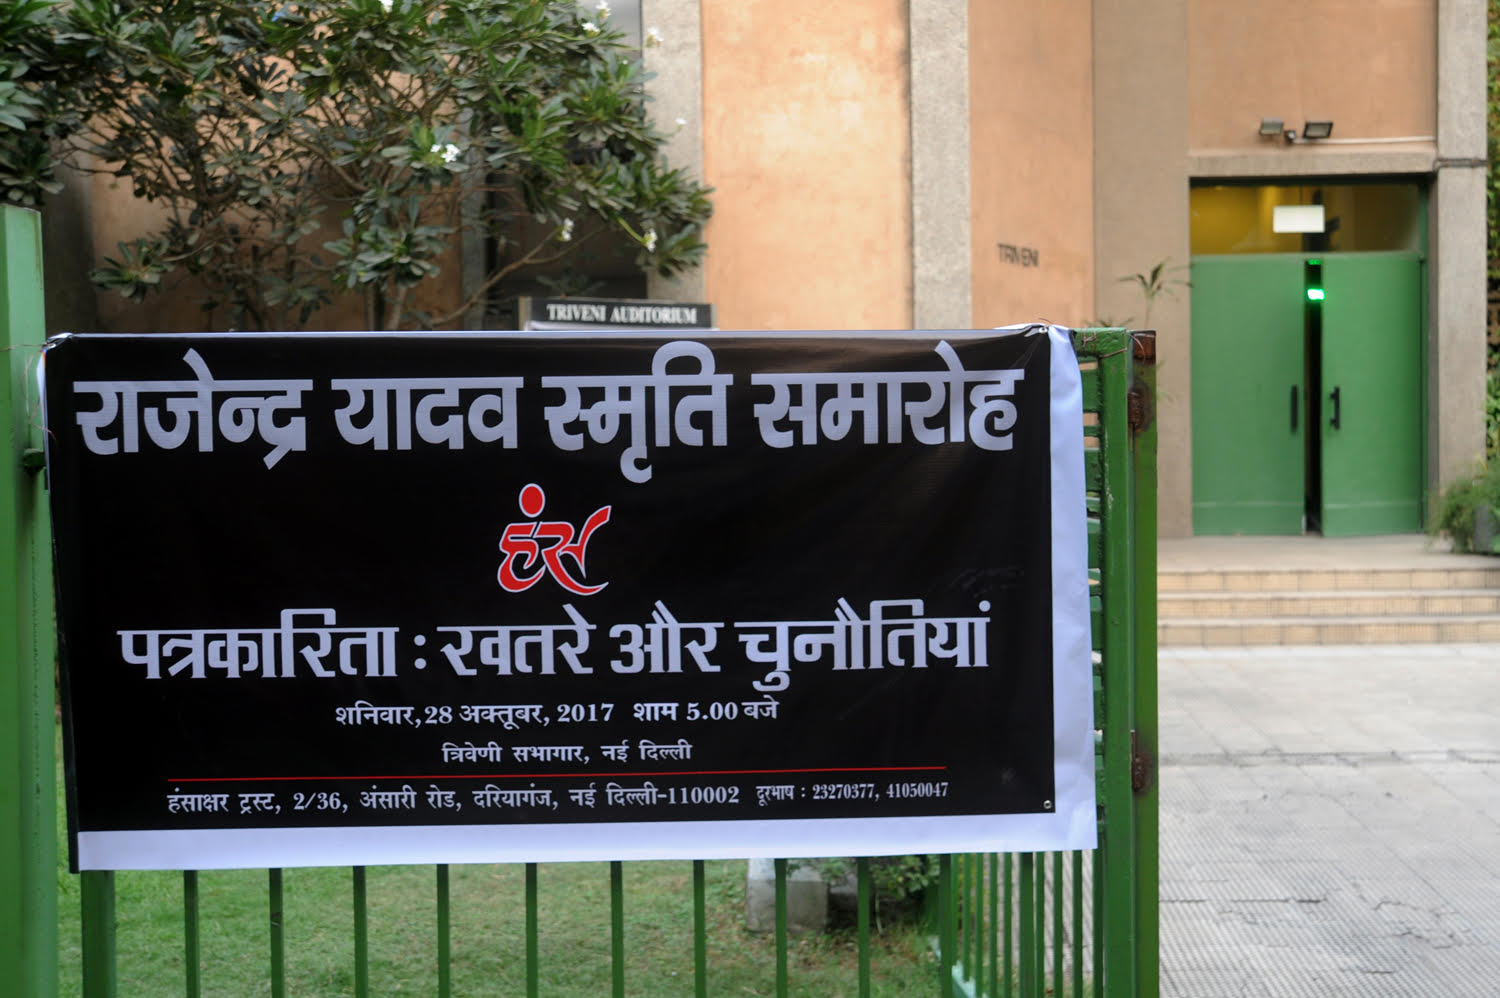 TRIVENI
TRIVENI AUDITORIUM
राजेन्द्र यादव स्मृति समारोह
हंस
पत्रकारिता : खतरे और चुनौतियां
शनिवार, 28 अक्तूबर, 2017 शाम 5.00 बजे
त्रिवेणी सभागार, नई दिल्ली
हंसाक्षर ट्रस्ट, 2/36, अंसारी रोड, दरियागंज, नई दिल्ली-110002 दूरभाष : 23270377, 41050047